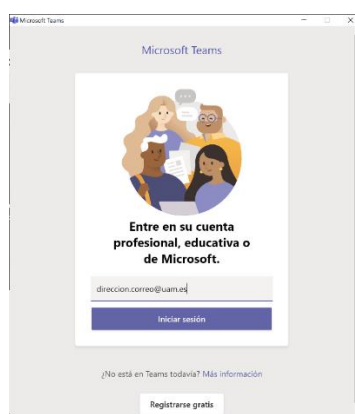 Microsoft Teams
Microsoft Teams
Entre en su cuenta
profesional, educativa o
de Microsoft.
direccion.correo@uam.es
Iniciar sesión
¿No está en Teams todavía? Más información
Registrarse gratis